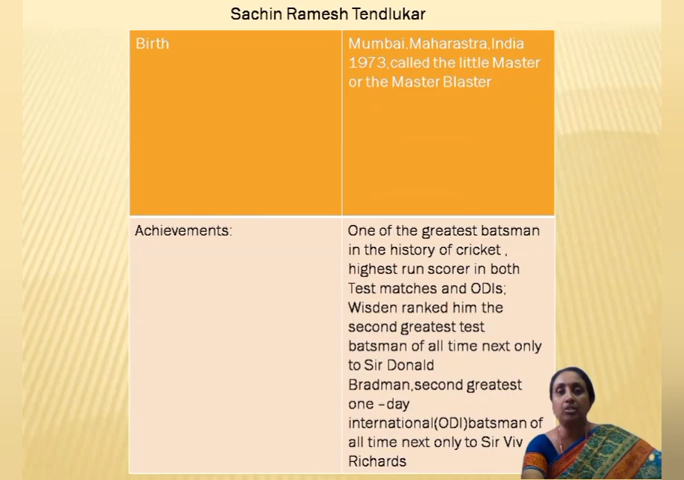 Sachin Ramesh Tendlukar
Birth
Mumbai.Maharastra,India
1973,called the little Master
or the Master Blaster
Achievements:
One of the greatest batsman
in the history of cricket ,
highest run scorer in both
Test matches and ODIs;
Wisden ranked him the
second greatest test
batsman of all time next only
to Sir Donald
Bradman,second greatest
one –day
international(ODI)batsman of
all time next only to Sir Viv
Richards